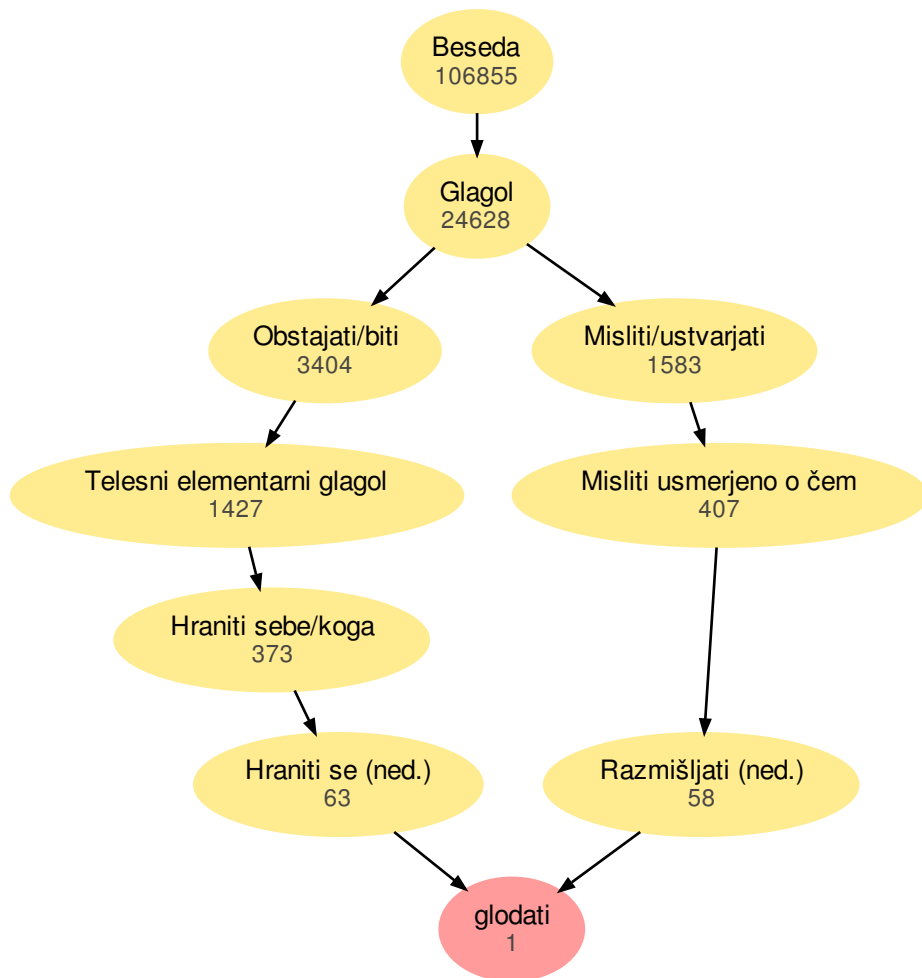 Beseda
106855
Glagol
24628
Obstajati/biti
3404
Misliti/ustvarjati
1583
Telesni elementarni glagol
1427
Misliti usmerjeno o čem
407
Hraniti sebe/koga
373
Hraniti se (ned.)
63
Razmišljati (ned.)
58
glodati
1